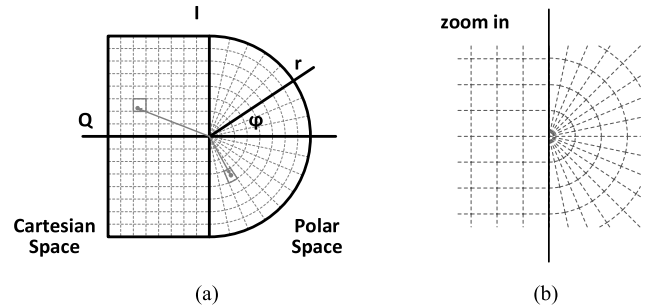 I
zoom in
r
Q
φ
Cartesian
Space
Polar
Space
(a)
(b)